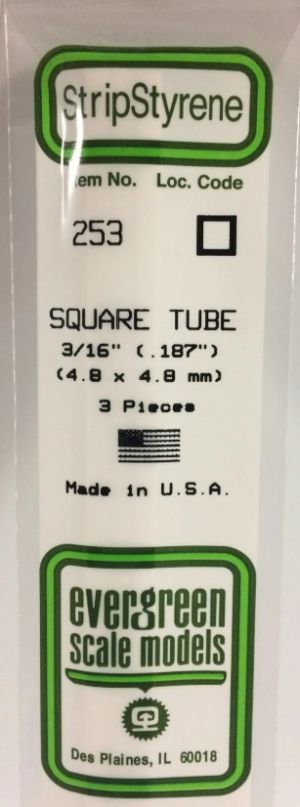 StripStyrene
Item No. Loc. Code
253
SQUARE TUBE
3/16" (.187")
(4.8 x 4.8 mm)
3 Pieces
Made in U.S.A.
evergreen
scale models
Des Plaines, IL 60018